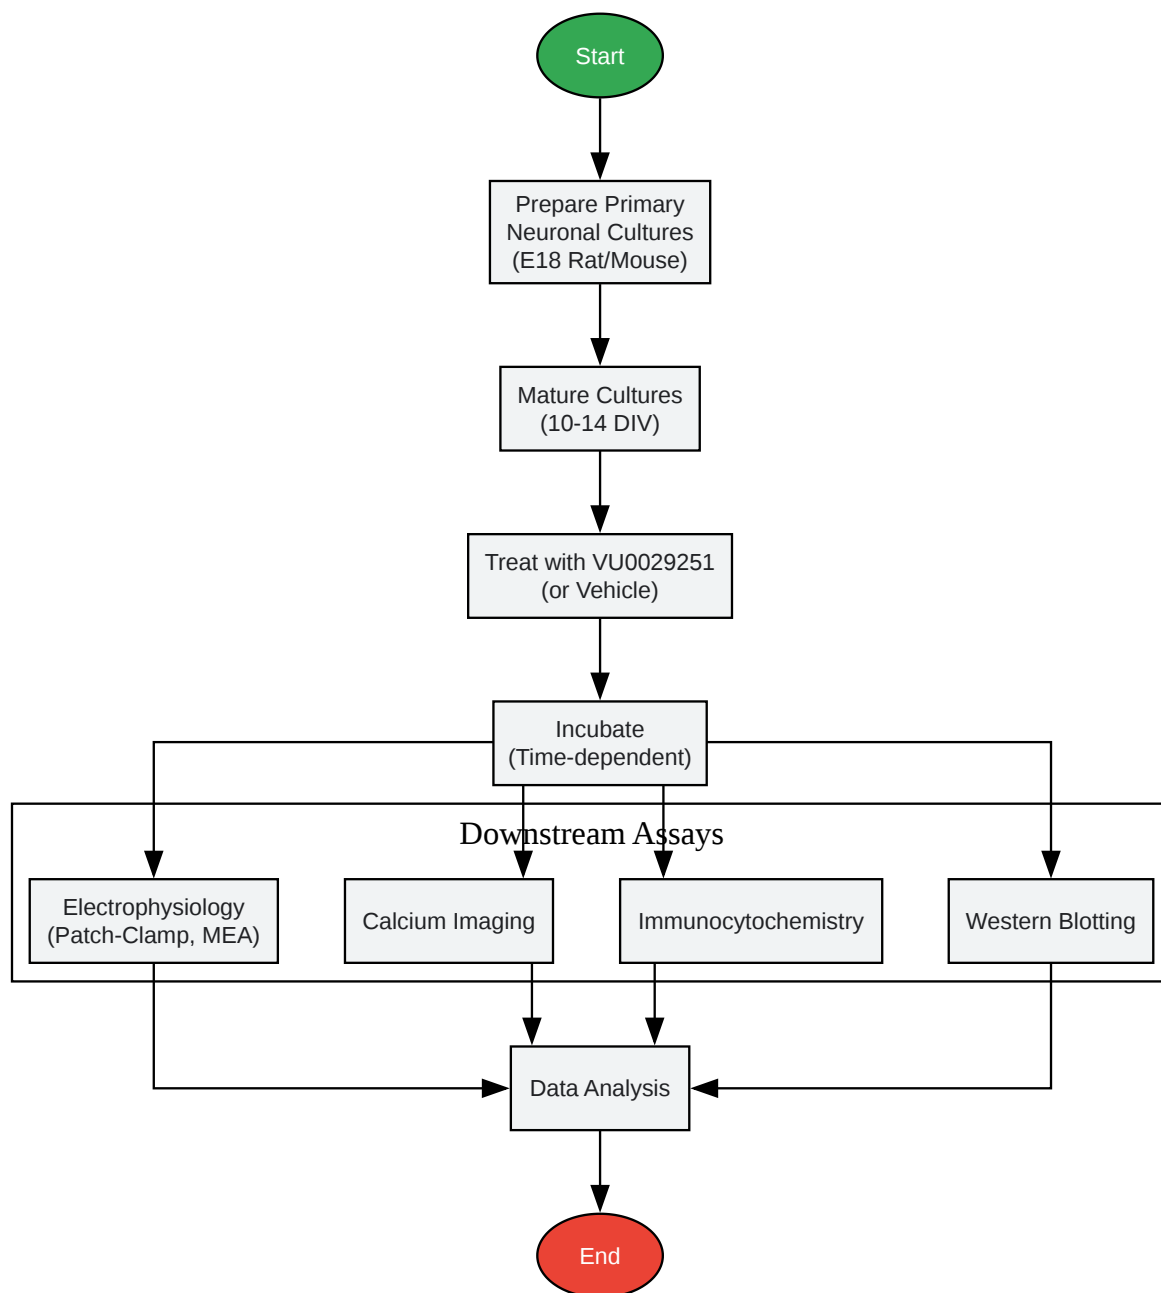 Start
Prepare Primary
Neuronal Cultures
(E18 Rat/Mouse)
Mature Cultures
(10-14 DIV)
Treat with VU0029251
(or Vehicle)
Incubate
(Time-dependent)
Downstream Assays
Electrophysiology
(Patch-Clamp, MEA)
Calcium Imaging
Immunocytochemistry
Western Blotting
Data Analysis
End